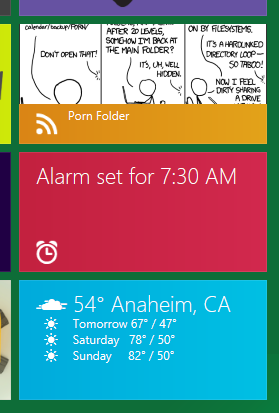 calendar/backup/PORN/
DON'T OPEN THAT!
AFTER 20 LEVELS,
SOMEHOW I'M BACK AT
THE MAIN FOLDER?
IT'S, UH, WELL
HIDDEN.
ON BY FILESYSTEMS.
IT'S A HARDLINKED
DIRECTORY LOOP—
SO TABOO!
NOW I FEEL
DIRTY SHARING
A DRIVE
Porn Folder
Alarm set for 7:30 AM
54° Anaheim, CA
Tomorrow 67° / 47°
Saturday 78° / 50°
Sunday 82° / 50°